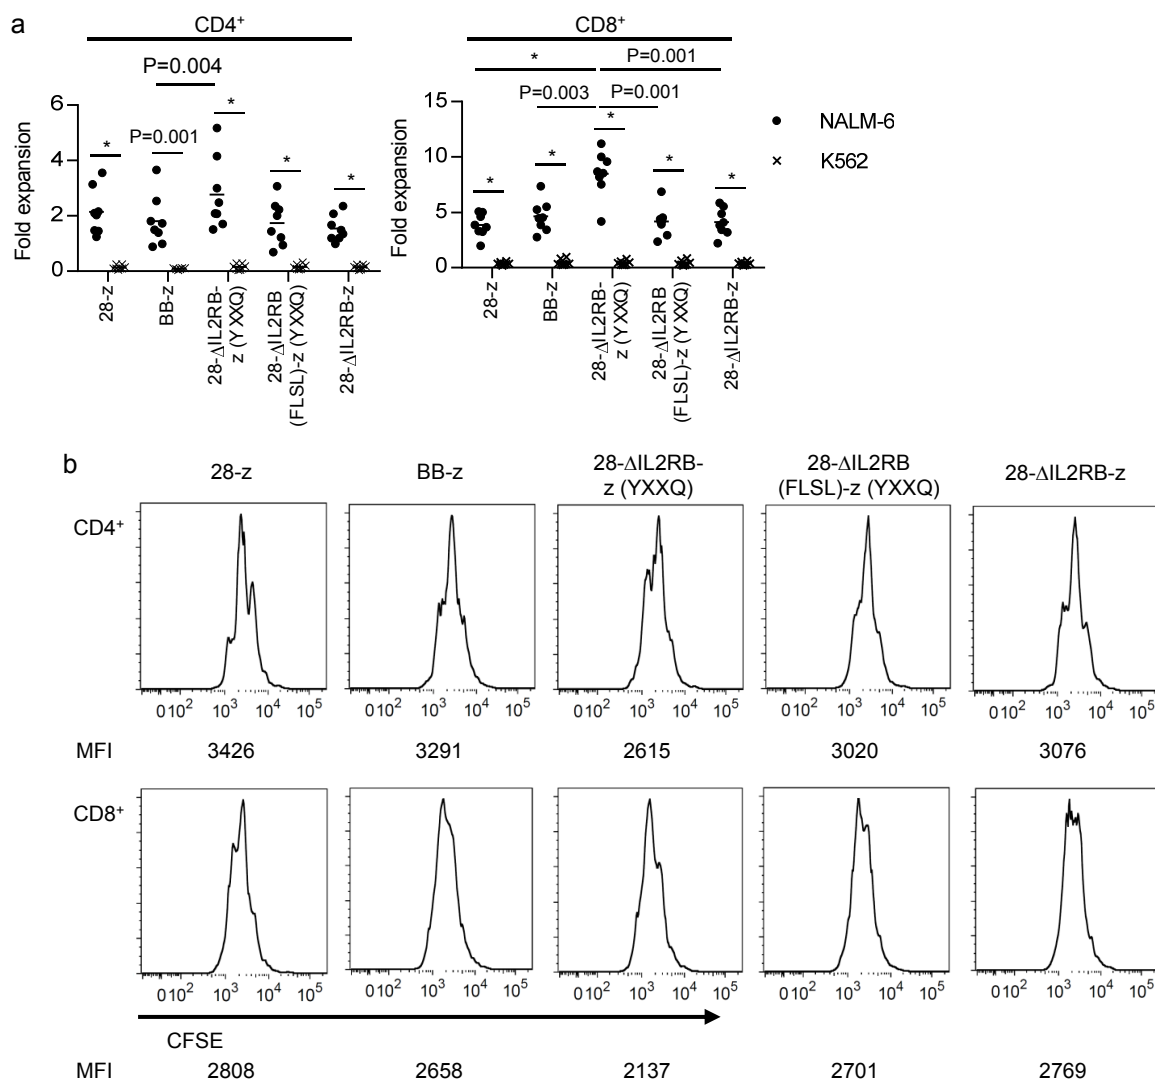 a
CD4+
CD8+
P=0.004
*
P=0.001
P=0.003
P=0.001
*
*
P=0.001
*
*
*
*
*
*
*
Fold expansion
6
4
2
0
Fold expansion
15
10
5
0
NALM-6
K562
28-z
BB-z
28-ΔIL2RB-
z (YXXQ)
28-ΔIL2RB
(FLSL)-z (YXXQ)
28-ΔIL2RB-z
28-z
BB-z
28-ΔIL2RB-
z (YXXQ)
28-ΔIL2RB
(FLSL)-z (YXXQ)
28-ΔIL2RB-z
b
28-z
BB-z
28-ΔIL2RB-
z (YXXQ)
28-ΔIL2RB
(FLSL)-z (YXXQ)
28-ΔIL2RB-z
CD4+
0 10² 10³ 10⁴ 10⁵
0 10² 10³ 10⁴ 10⁵
0 10² 10³ 10⁴ 10⁵
0 10² 10³ 10⁴ 10⁵
0 10² 10³ 10⁴ 10⁵
MFI 3426 3291 2615 3020 3076
CD8+
0 10² 10³ 10⁴ 10⁵
0 10² 10³ 10⁴ 10⁵
0 10² 10³ 10⁴ 10⁵
0 10² 10³ 10⁴ 10⁵
0 10² 10³ 10⁴ 10⁵
CFSE
MFI 2808 2658 2137 2701 2769